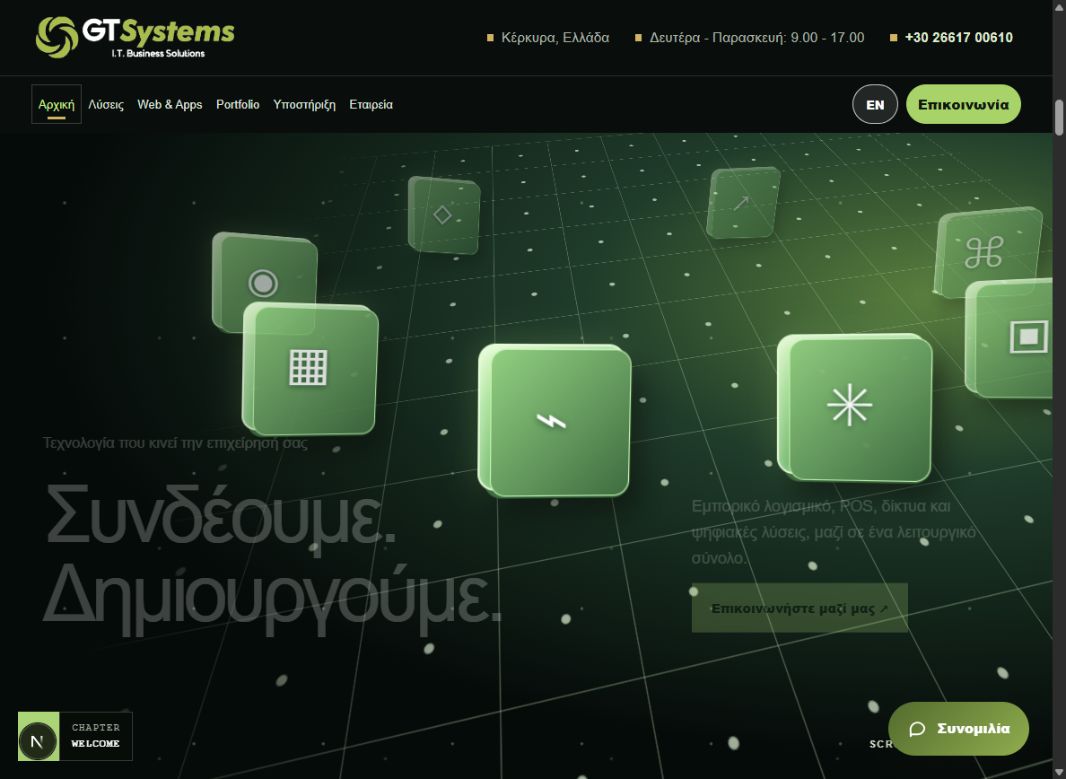 GTSystems
I.T. Business Solutions
Κέρκυρα, Ελλάδα
Δευτέρα - Παρασκευή: 9.00 - 17.00
+30 26617 00610
Αρχική
Λύσεις
Web & Apps
Portfolio
Υποστήριξη
Εταιρεία
EN
Επικοινωνία
Τεχνολογία που κινεί την επιχείρησή σας
Συνδέουμε.
Δημιουργούμε.
Εμπορικό λογισμικό, POS, δίκτυα και
ψηφιακές λύσεις, μαζί σε ένα λειτουργικό
σύνολο.
Επικοινωνήστε μαζί μας ↗
N
CHAPTER
WELCOME
SCR
Συνομιλία